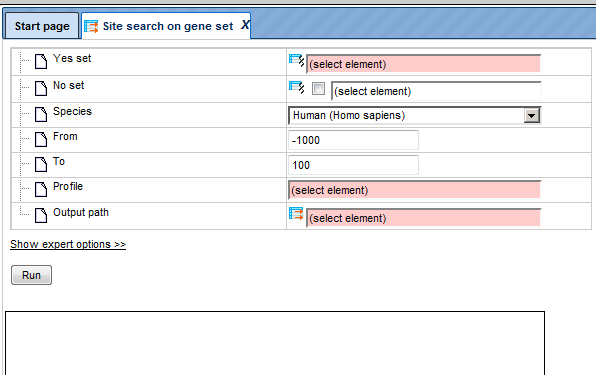 Start page
Site search on gene set X
Yes set (select element)
No set (select element)
Species Human (Homo sapiens)
From -1000
To 100
Profile (select element)
Output path (select element)
Show expert options >>
Run